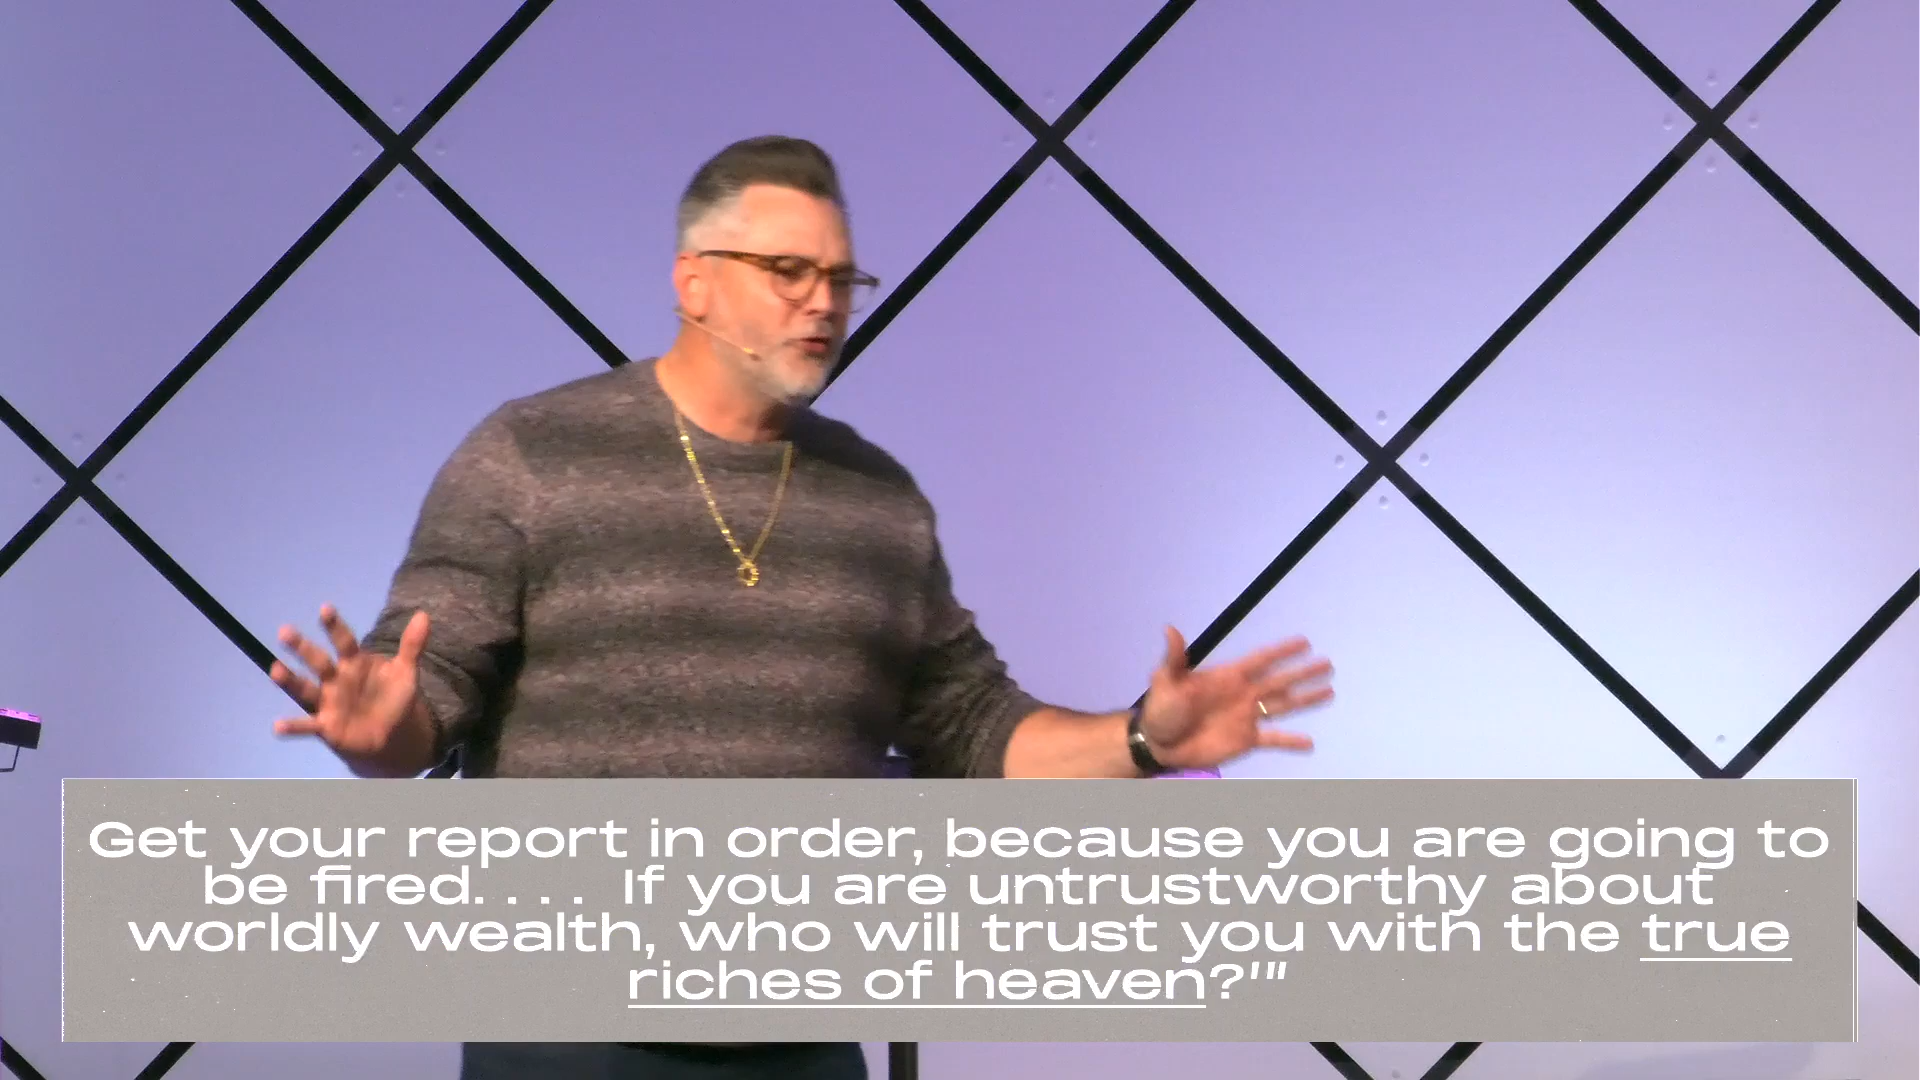 Get your report in order, because you are going to
be fired. . . .  If you are untrustworthy about
worldly wealth, who will trust you with the true
riches of heaven?'"